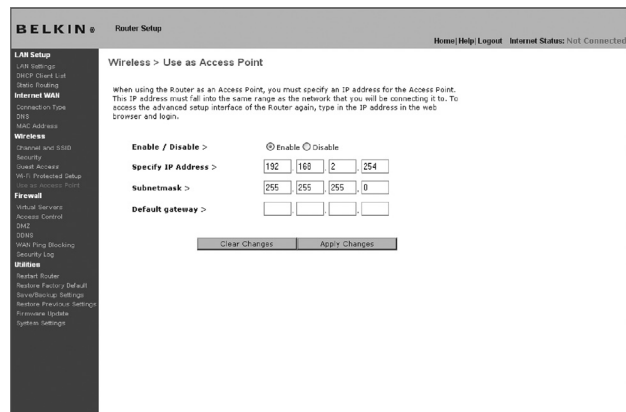 BELKIN®
Router Setup
Home|Help|Logout Internet Status: Not Connected
LAN Setup
LAN Settings
DHCP Client List
Static Routing
Internet WAN
Connection Type
DNS
MAC Address
Wireless
Channel and SSID
Security
Guest Access
Wi-Fi Protected Setup
Use as Access Point
Firewall
Virtual Servers
Access Control
DMZ
DDNS
WAN Ping Blocking
Security Log
Utilities
Restart Router
Restore Factory Default
Save/Backup Settings
Restore Previous Settings
Firmware Update
System Settings
Wireless > Use as Access Point
When using the Router as an Access Point, you must specify an IP address for the Access Point.
This IP address must fall into the same range as the network that you will be connecting it to. To
access the advanced setup interface of the Router again, type in the IP address in the web
browser and login.
Enable / Disable > Enable Disable
Specify IP Address > 192 . 168 . 2 . 254
Subnetmask > 255 . 255 . 255 . 0
Default gateway > . . .
Clear Changes Apply Changes